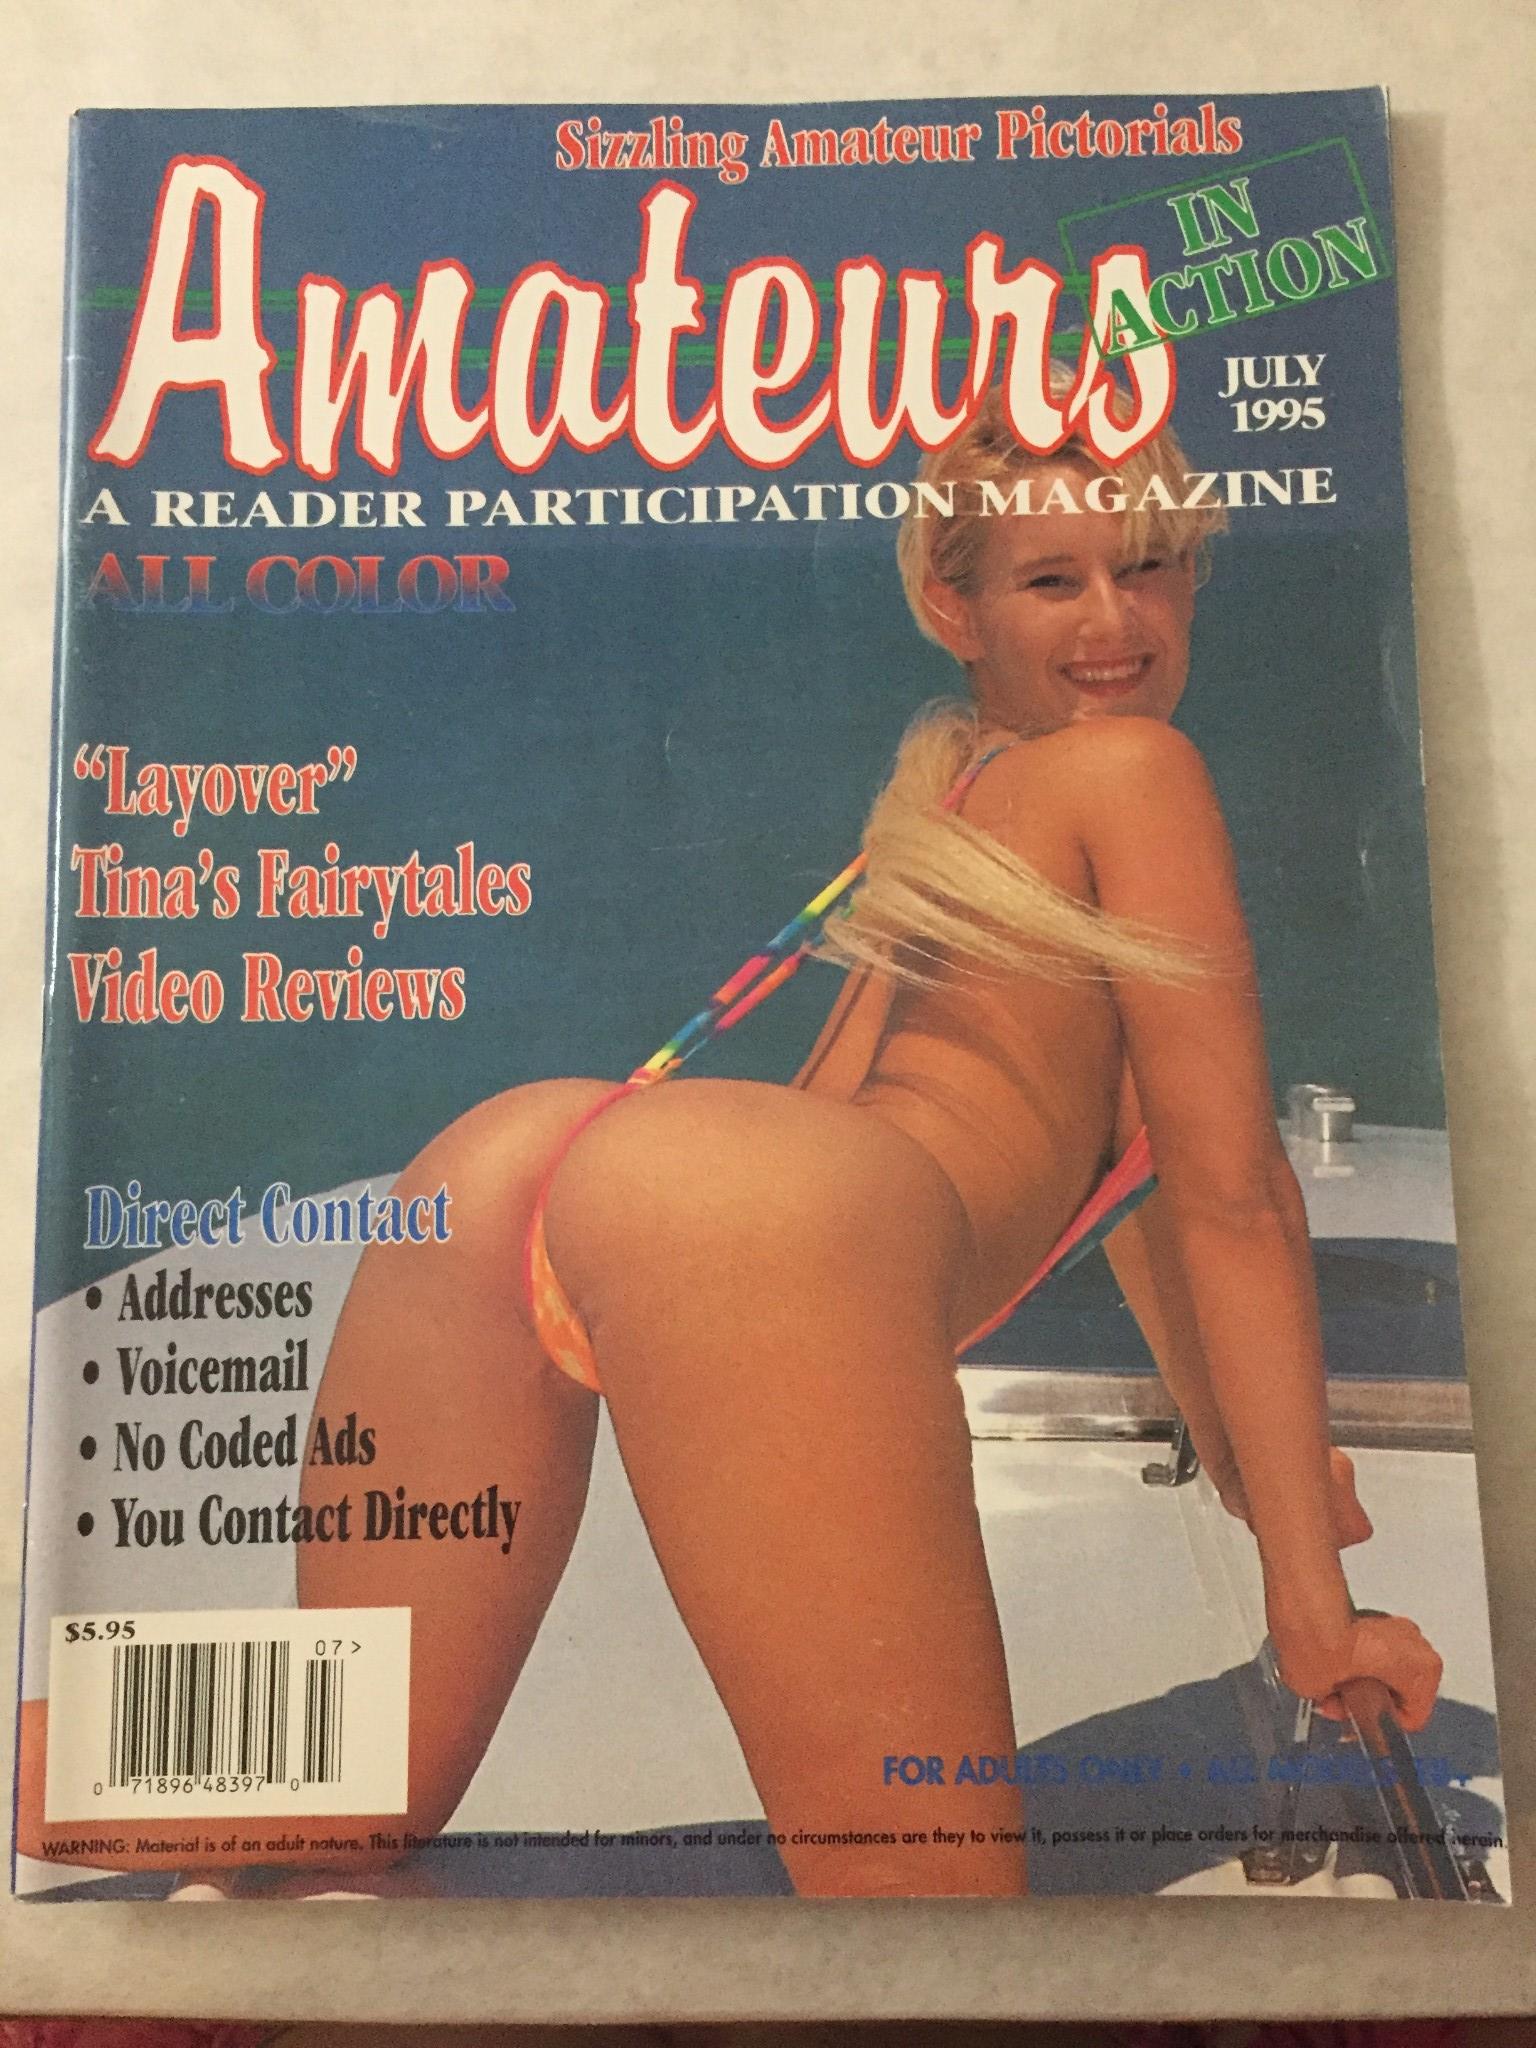 Sizzling Amateur Pictorials
Amateurs
IN
ACTION
JULY
1995
A READER PARTICIPATION MAGAZINE
ALL COLOR
“Layover”
Tina’s Fairytales
Video Reviews
Direct Contact
• Addresses
• Voicemail
• No Coded Ads
• You Contact Directly
$5.95
07>
0 71896 48397 0
FOR ADULTS ONLY • ALL MODELS 18+
WARNING: Material is of an adult nature. This literature is not intended for minors, and under no circumstances are they to view it, possess it or place orders for merchandise offered herein.